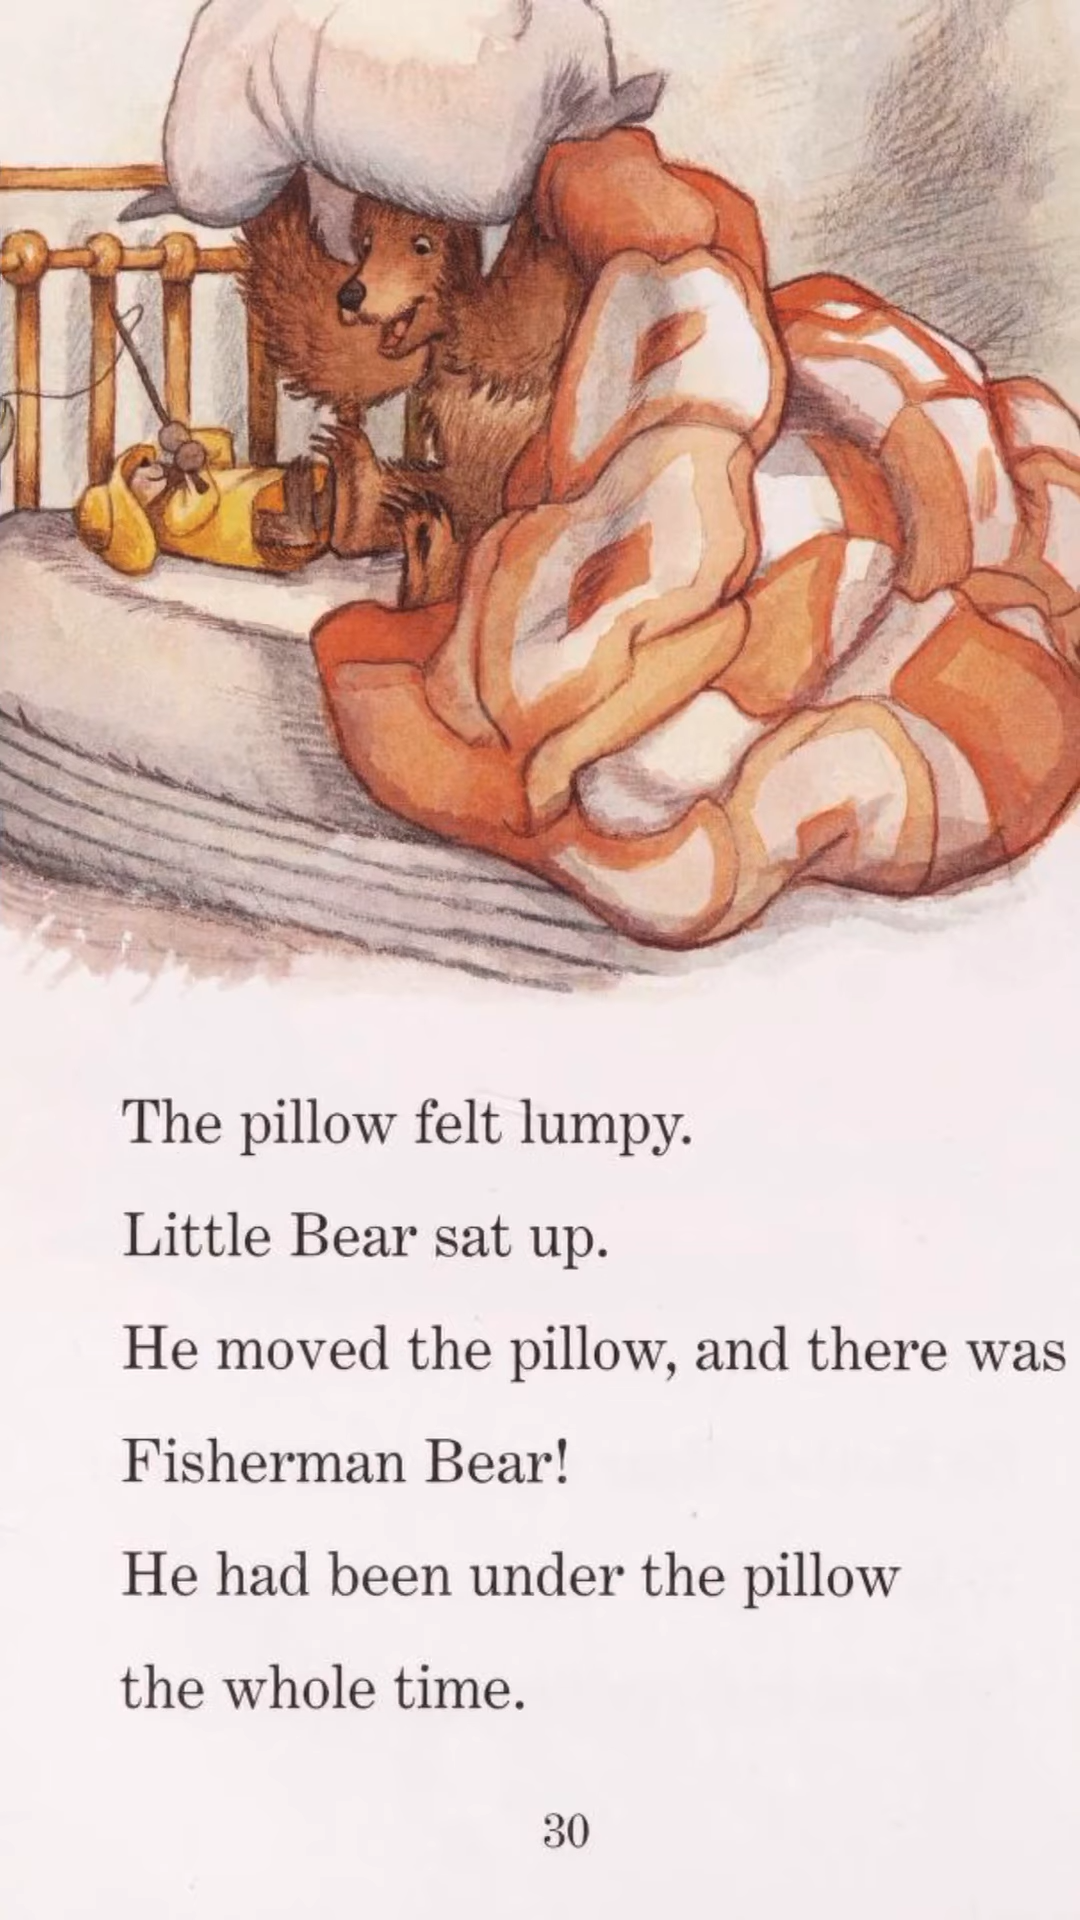 The pillow felt lumpy.
Little Bear sat up.
He moved the pillow, and there was
Fisherman Bear!
He had been under the pillow
the whole time.
30